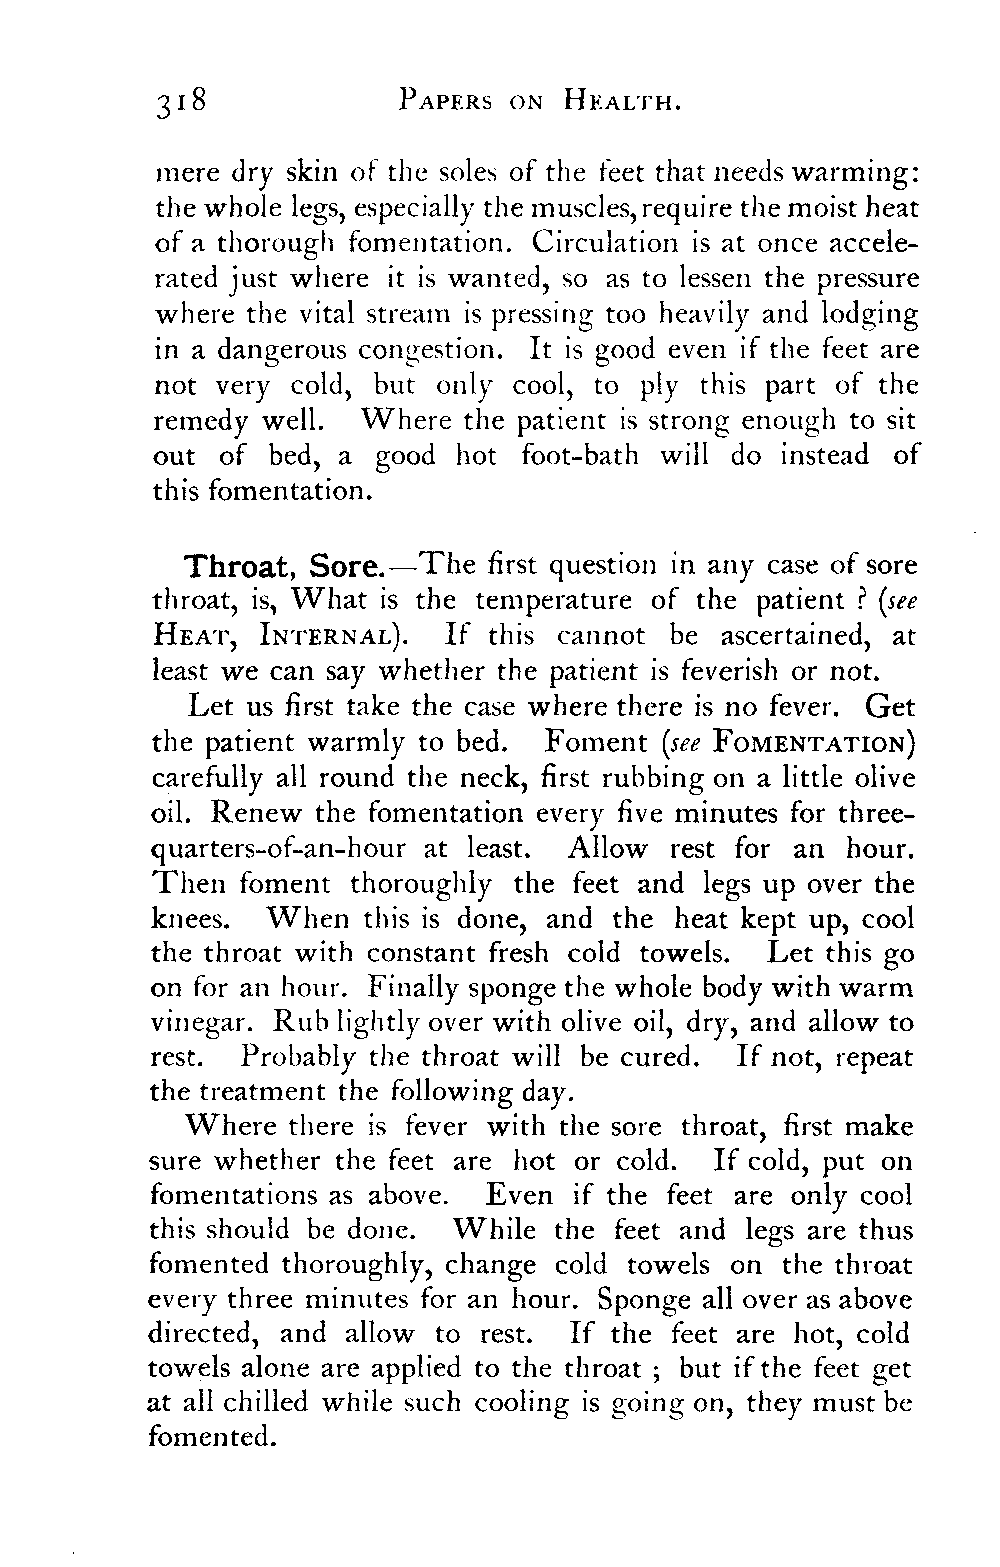 318 PAPERS ON HEALTH.
mere dry skin of the soles of the feet that needs warming:
the whole legs, especially the muscles, require the moist heat
of a thorough fomentation. Circulation is at once accele-
rated just where it is wanted, so as to lessen the pressure
where the vital stream is pressing too heavily and lodging
in a dangerous congestion. It is good even if the feet are
not very cold, but only cool, to ply this part of the
remedy well. Where the patient is strong enough to sit
out of bed, a good hot foot-bath will do instead of
this fomentation.
Throat, Sore.—The first question in any case of sore
throat, is, What is the temperature of the patient ? (see
HEAT, INTERNAL). If this cannot be ascertained, at
least we can say whether the patient is feverish or not.
Let us first take the case where there is no fever. Get
the patient warmly to bed. Foment (see FOMENTATION)
carefully all round the neck, first rubbing on a little olive
oil. Renew the fomentation every five minutes for three-
quarters-of-an-hour at least. Allow rest for an hour.
Then foment thoroughly the feet and legs up over the
knees. When this is done, and the heat kept up, cool
the throat with constant fresh cold towels. Let this go
on for an hour. Finally sponge the whole body with warm
vinegar. Rub lightly over with olive oil, dry, and allow to
rest. Probably the throat will be cured. If not, repeat
the treatment the following day.
Where there is fever with the sore throat, first make
sure whether the feet are hot or cold. If cold, put on
fomentations as above. Even if the feet are only cool
this should be done. While the feet and legs are thus
fomented thoroughly, change cold towels on the throat
every three minutes for an hour. Sponge all over as above
directed, and allow to rest. If the feet are hot, cold
towels alone are applied to the throat ; but if the feet get
at all chilled while such cooling is going on, they must be
fomented.